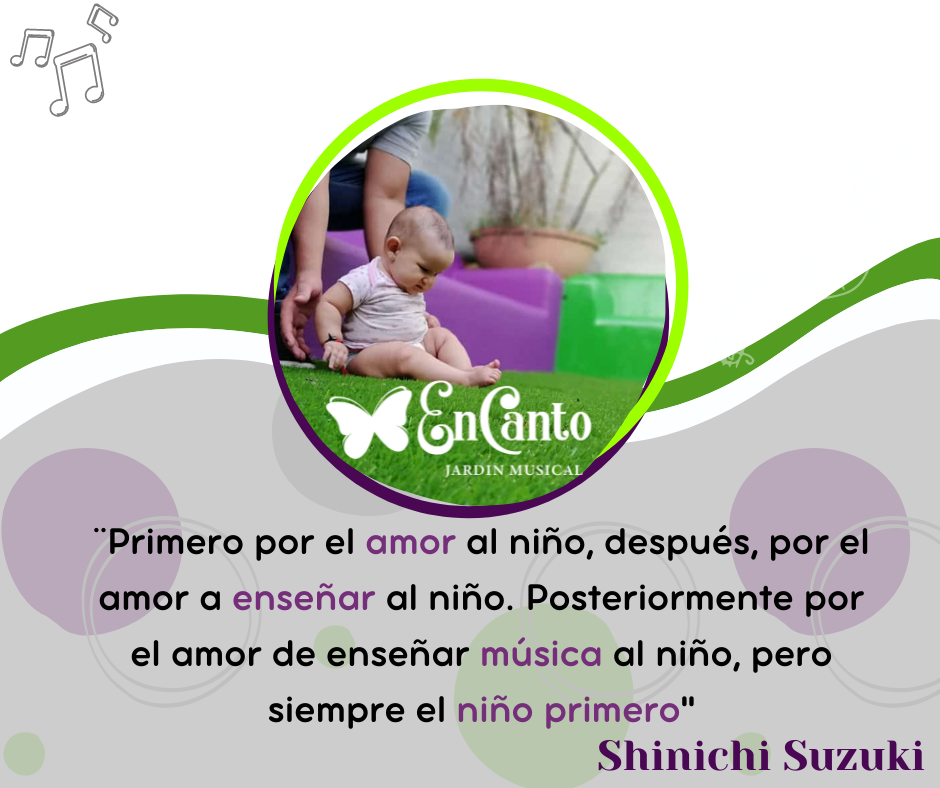 EnCanto
JARDIN MUSICAL
¨Primero por el amor al niño, después, por el
amor a enseñar al niño. Posteriormente por
el amor de enseñar música al niño, pero
siempre el niño primero"
Shinichi Suzuki